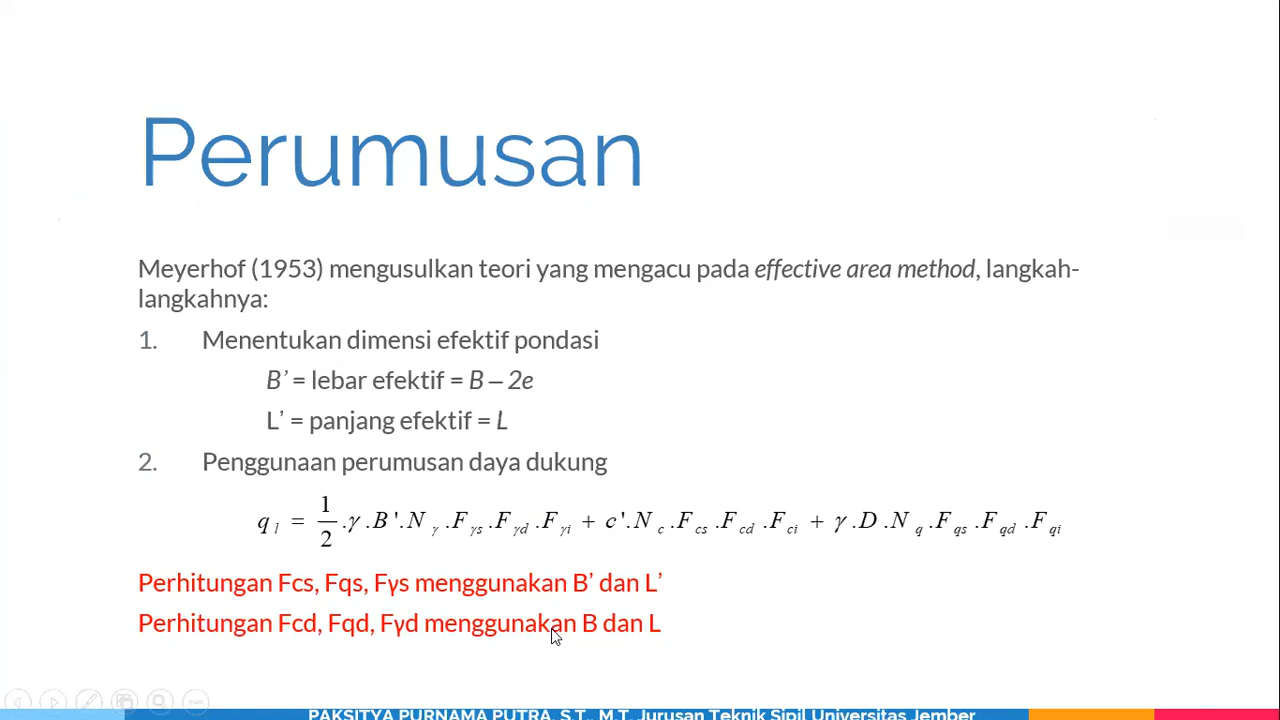 Perumusan
Meyerhof (1953) mengusulkan teori yang mengacu pada effective area method, langkah-
langkahnya:
1. Menentukan dimensi efektif pondasi
B’ = lebar efektif = B – 2e
L’ = panjang efektif = L
2. Penggunaan perumusan daya dukung
q l = 1/2 .γ .B '.N γ .F γs .F γd .F γi + c '.N c .F cs .F cd .F ci + γ .D .N q .F qs .F qd .F qi
Perhitungan Fcs, Fqs, Fγs menggunakan B’ dan L’
Perhitungan Fcd, Fqd, Fγd menggunakan B dan L
PAKSITYA PURNAMA PUTRA, S.T., M.T. Jurusan Teknik Sipil Universitas Jember